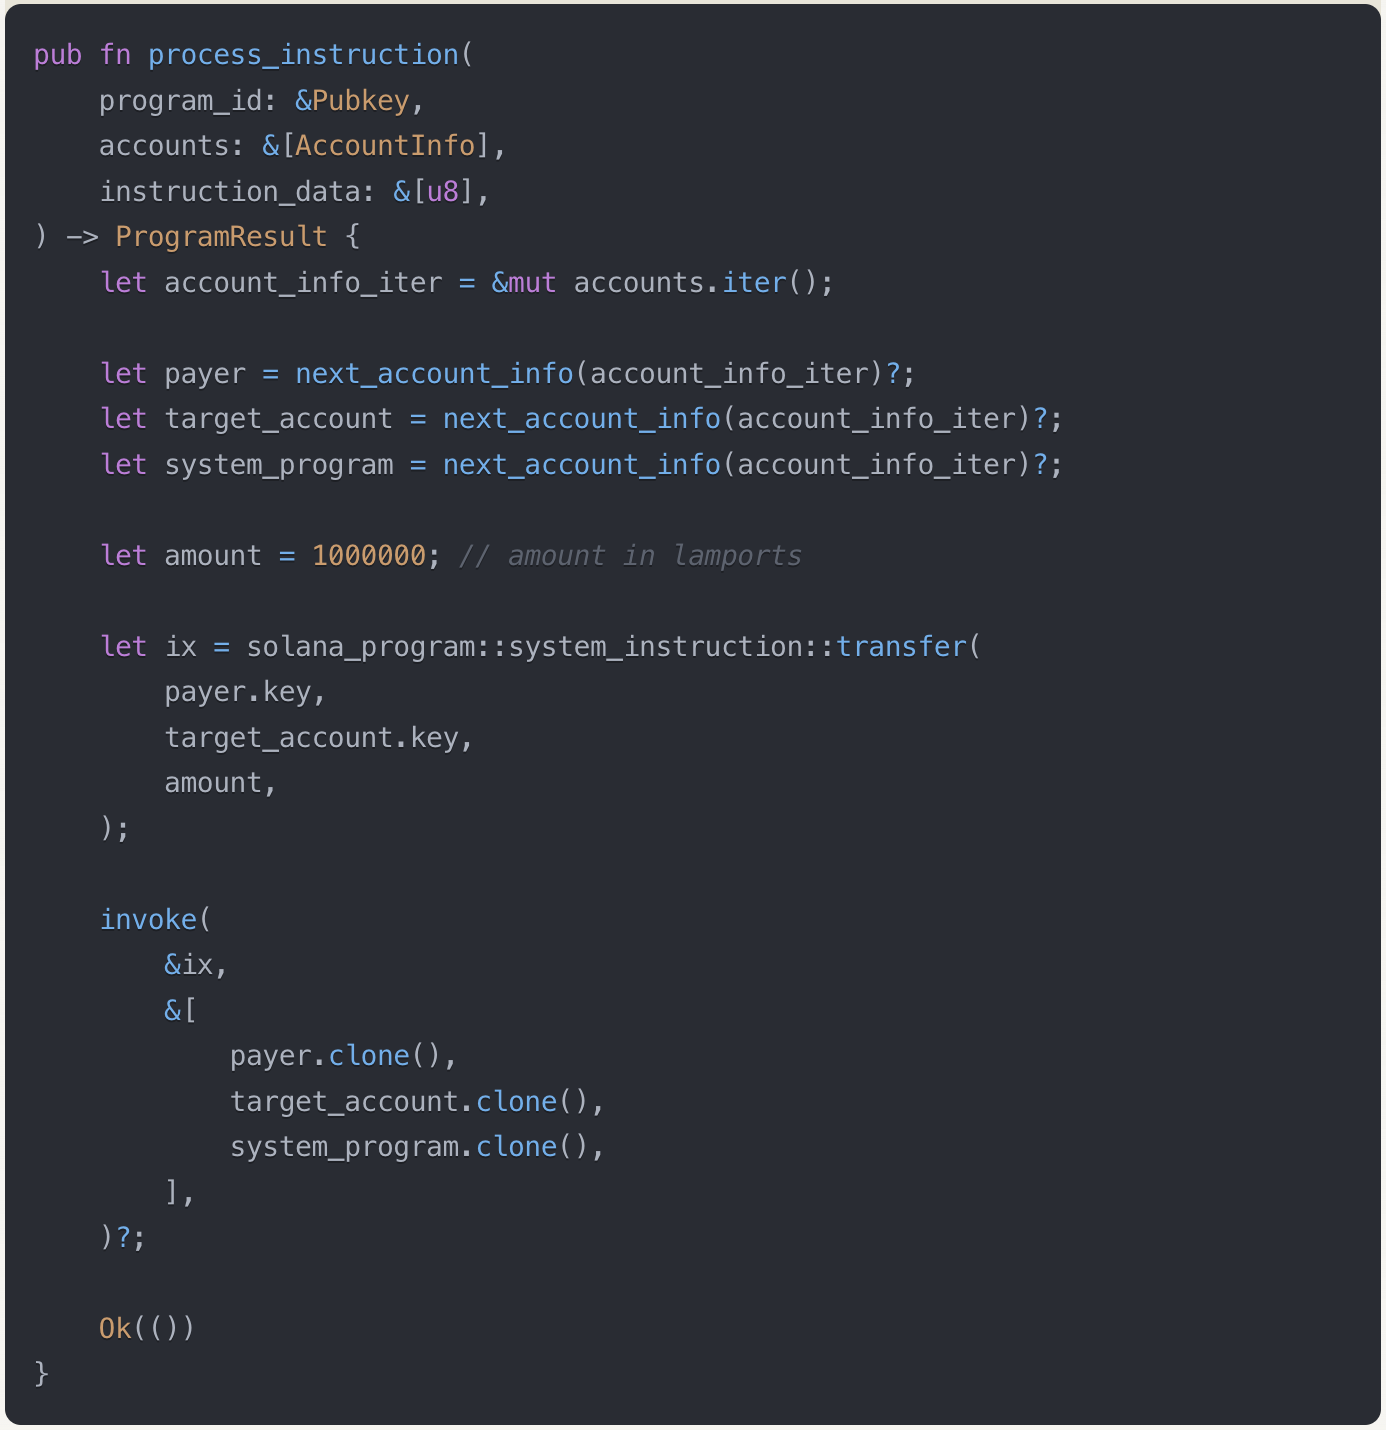 pub fn process_instruction(
    program_id: &Pubkey,
    accounts: &[AccountInfo],
    instruction_data: &[u8],
) -> ProgramResult {
    let account_info_iter = &mut accounts.iter();

    let payer = next_account_info(account_info_iter)?;
    let target_account = next_account_info(account_info_iter)?;
    let system_program = next_account_info(account_info_iter)?;

    let amount = 1000000; // amount in lamports

    let ix = solana_program::system_instruction::transfer(
        payer.key,
        target_account.key,
        amount,
    );

    invoke(
        &ix,
        &[
            payer.clone(),
            target_account.clone(),
            system_program.clone(),
        ],
    )?;

    Ok(())
}